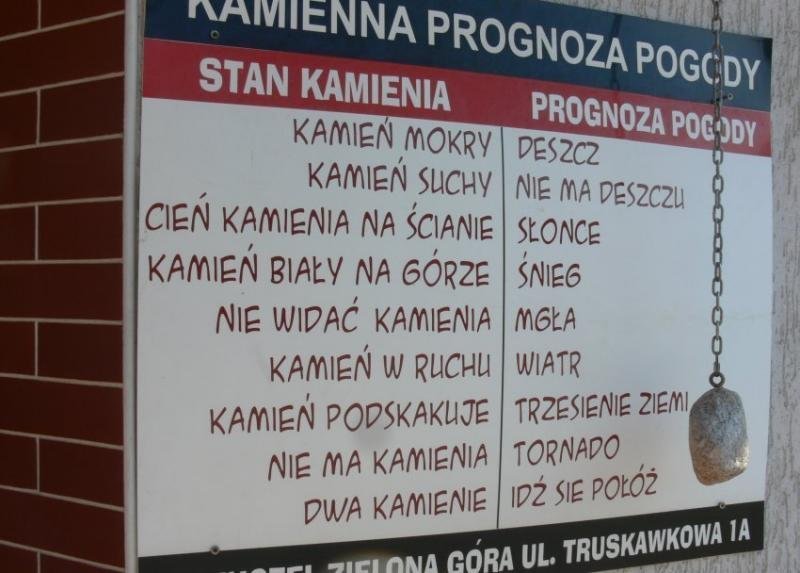 KAMIENNA PROGNOZA POGODY
STAN KAMIENIA PROGNOZA POGODY
KAMIEŃ MOKRY DESZCZ
KAMIEŃ SUCHY NIE MA DESZCZU
CIEŃ KAMIENIA NA ŚCIANIE SŁONCE
KAMIEŃ BIAŁY NA GÓRZE ŚNIEG
NIE WIDAĆ KAMIENIA MGŁA
KAMIEŃ W RUCHU WIATR
KAMIEŃ PODSKAKUJE TRZESIENIE ZIEMI
NIE MA KAMIENIA TORNADO
DWA KAMIENIE IDŹ SIE POŁÓŻ
ZIELONA GÓRA UL. TRUSKAWKOWA 1A